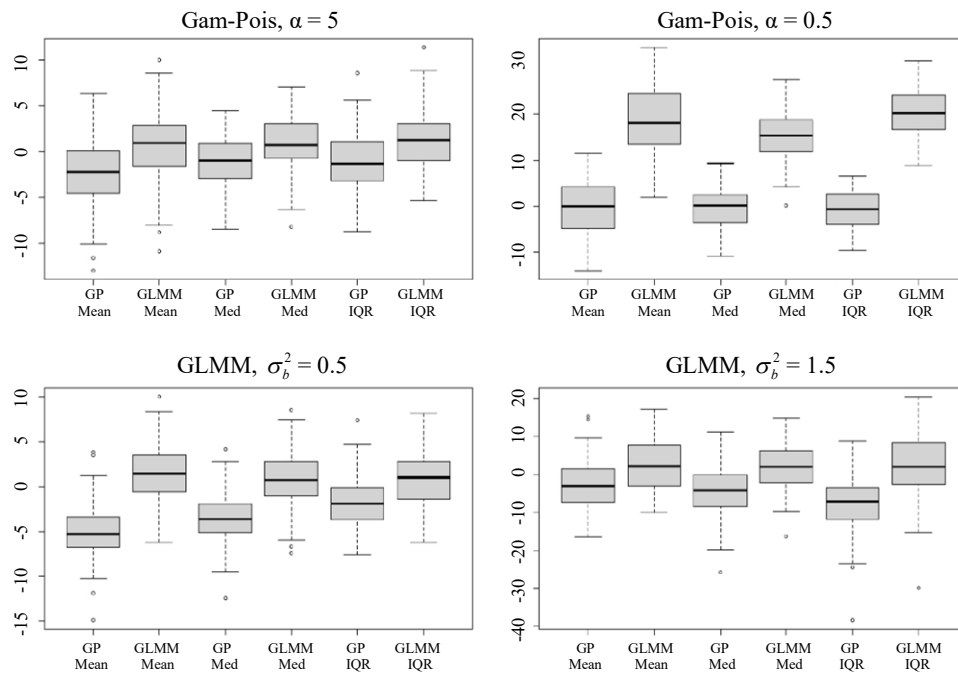 Gam-Pois, α = 5
10
5
0
-5
-10
GP Mean
GLMM Mean
GP Med
GLMM Med
GP IQR
GLMM IQR
Gam-Pois, α = 0.5
30
20
10
0
-10
GP Mean
GLMM Mean
GP Med
GLMM Med
GP IQR
GLMM IQR
GLMM, σ_b^2 = 0.5
10
5
0
-5
-10
-15
GP Mean
GLMM Mean
GP Med
GLMM Med
GP IQR
GLMM IQR
GLMM, σ_b^2 = 1.5
20
10
0
-10
-20
-30
-40
GP Mean
GLMM Mean
GP Med
GLMM Med
GP IQR
GLMM IQR